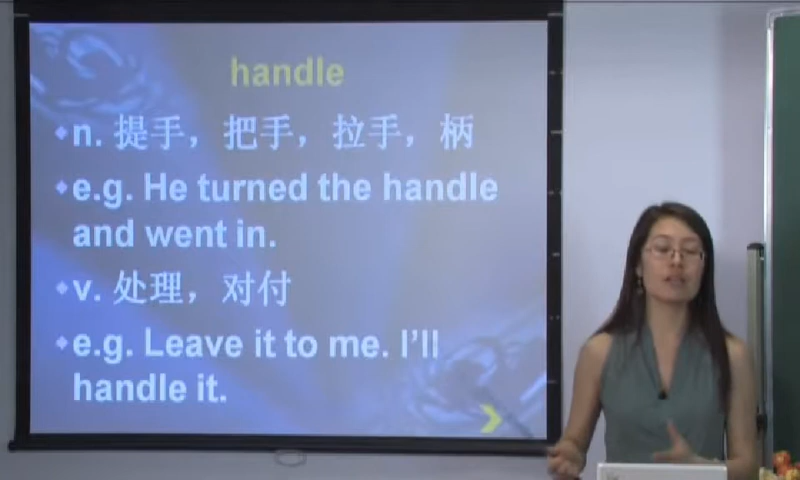 handle
n. 提手，把手，拉手，柄
e.g. He turned the handle
and went in.
v. 处理，对付
e.g. Leave it to me. I'll
handle it.